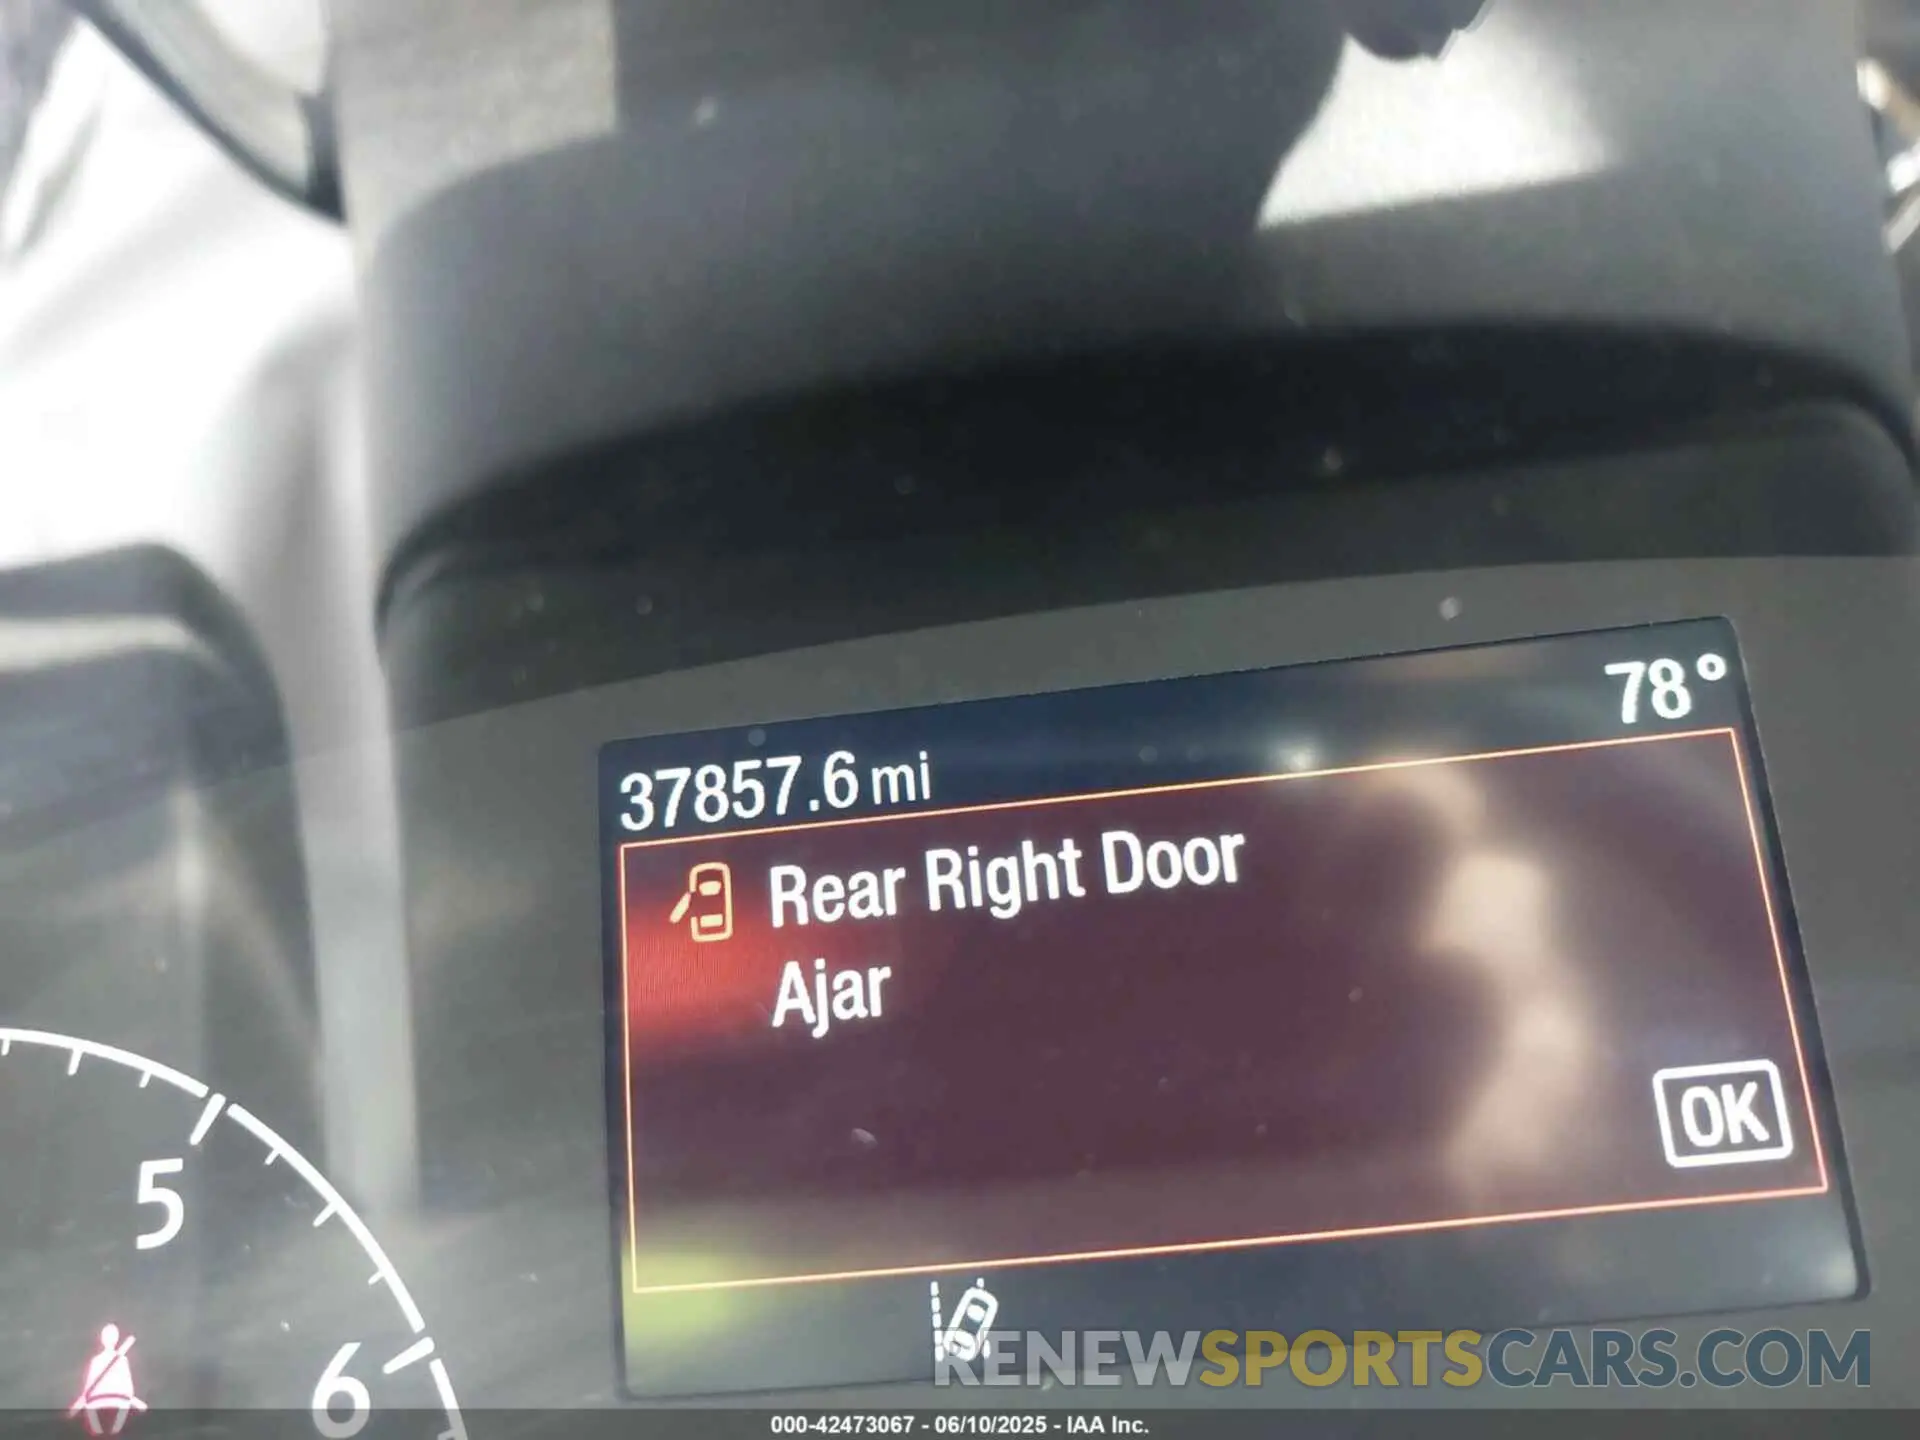 78°
37857.6 mi
Rear Right Door
Ajar
OK
5
6
RENEWSPORTSCARS.COM
000-42473067 - 06/10/2025 - IAA Inc.